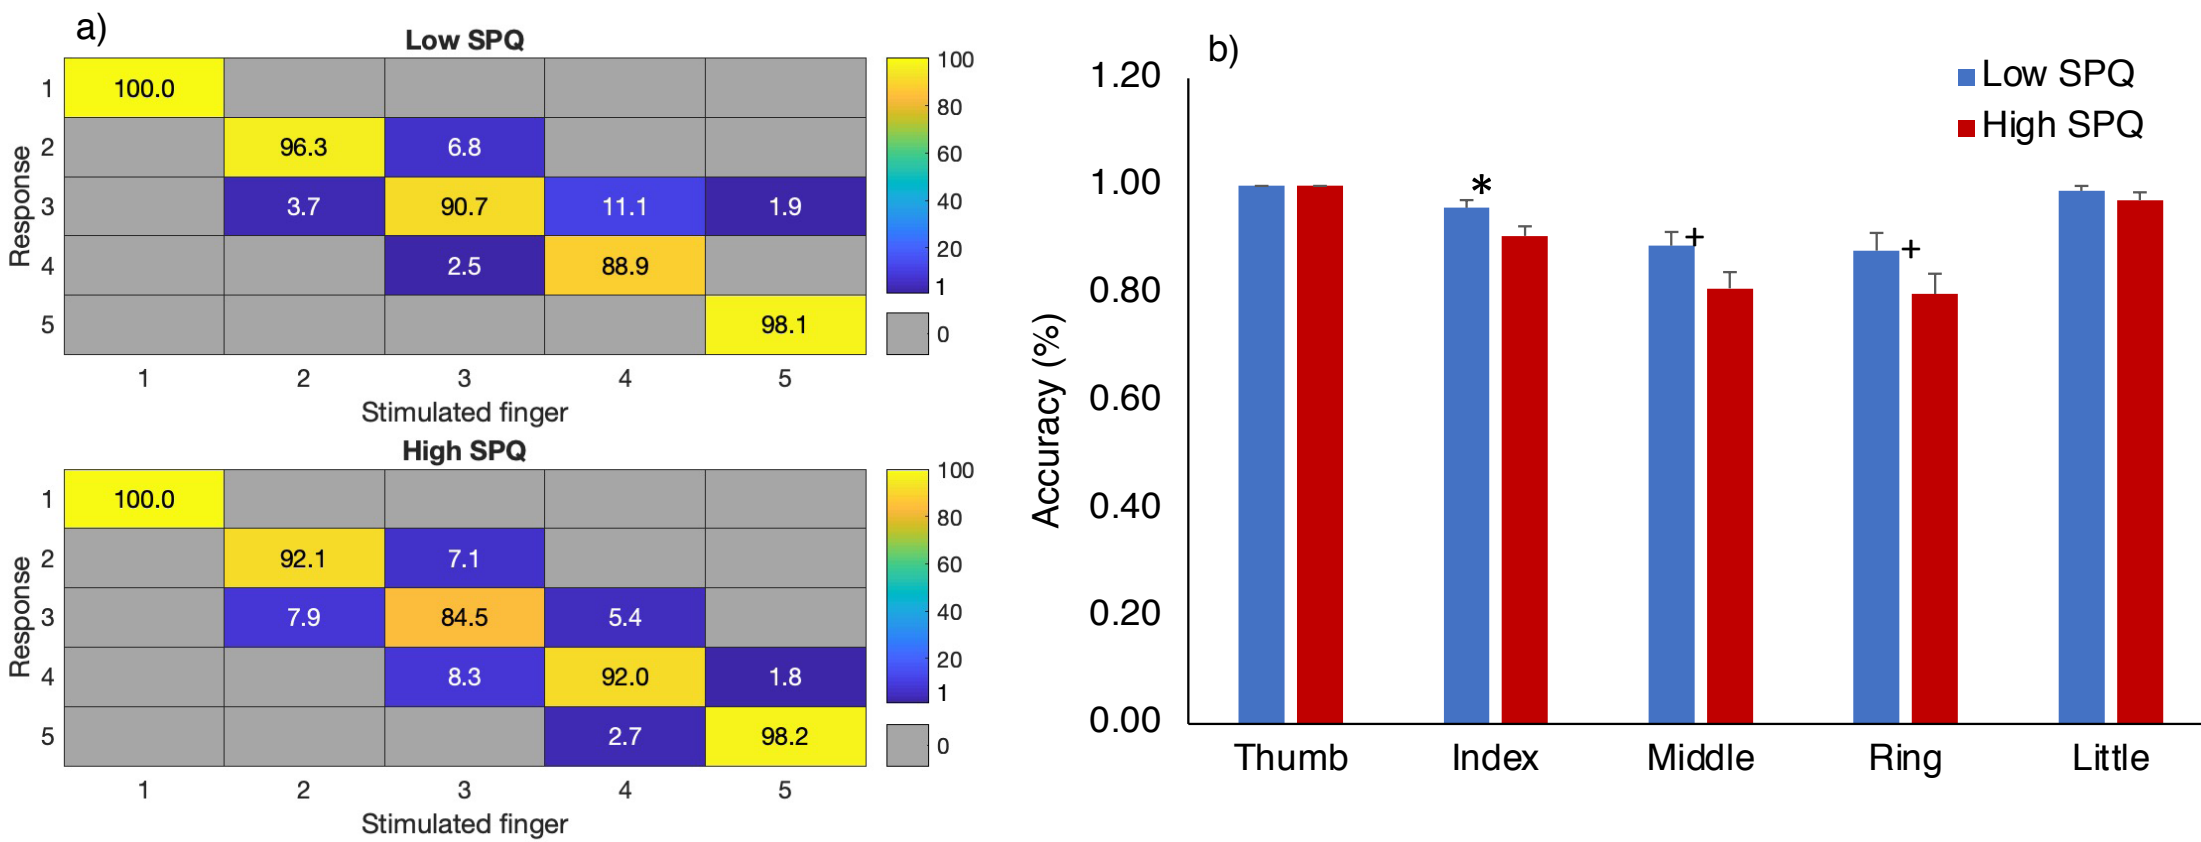 a)
Low SPQ
1 100.0 100
2 96.3 6.8 80
3 3.7 90.7 11.1 1.9 60
4 2.5 88.9 40
5 98.1 20
1
0
Response
1 2 3 4 5
Stimulated finger
High SPQ
1 100.0 100
2 92.1 7.1 80
3 7.9 84.5 5.4 60
4 8.3 92.0 1.8 40
5 2.7 98.2 20
1
0
Response
1 2 3 4 5
Stimulated finger
b)
Low SPQ
High SPQ
1.20
1.00
0.80
0.60
0.40
0.20
0.00
Accuracy (%)
*
+
+
Thumb Index Middle Ring Little